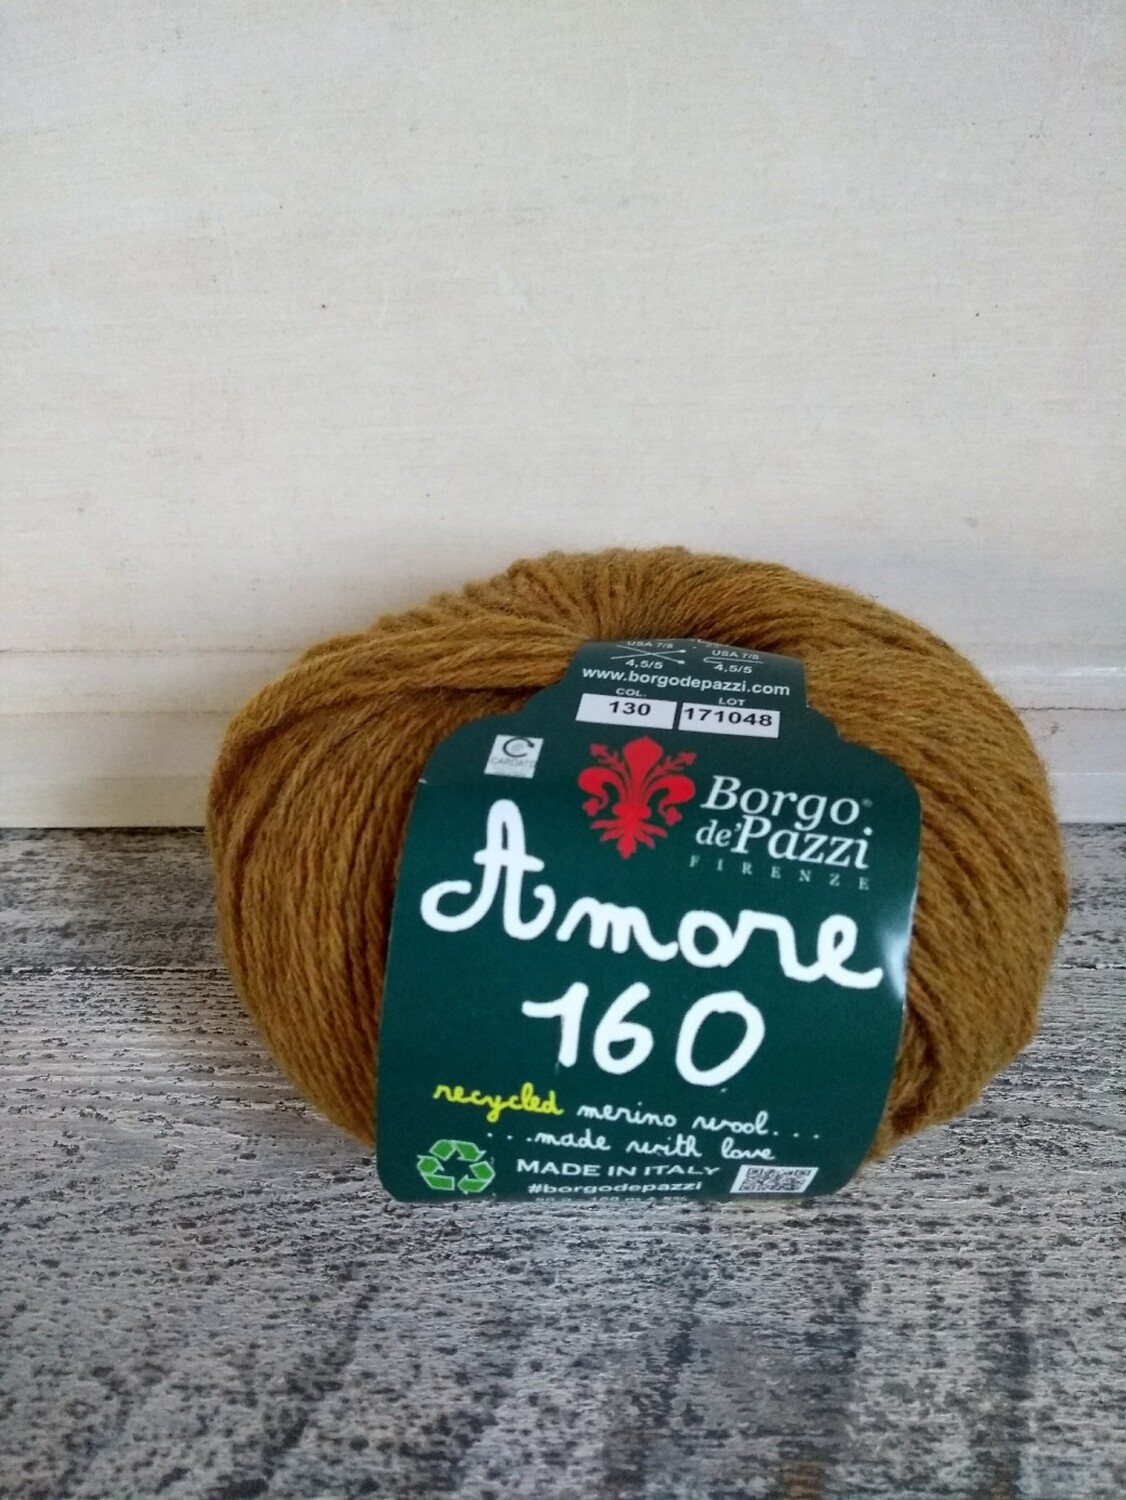 USA 7/8 USA 7/8
4,5/5 4,5/5
www.borgodepazzi.com
COL. LOT
130 171048
C
CARDATO
Borgo®
de'Pazzi
FIRENZE
Amore
160
recycled merino wool...
...made with love
MADE IN ITALY
#borgodepazzi